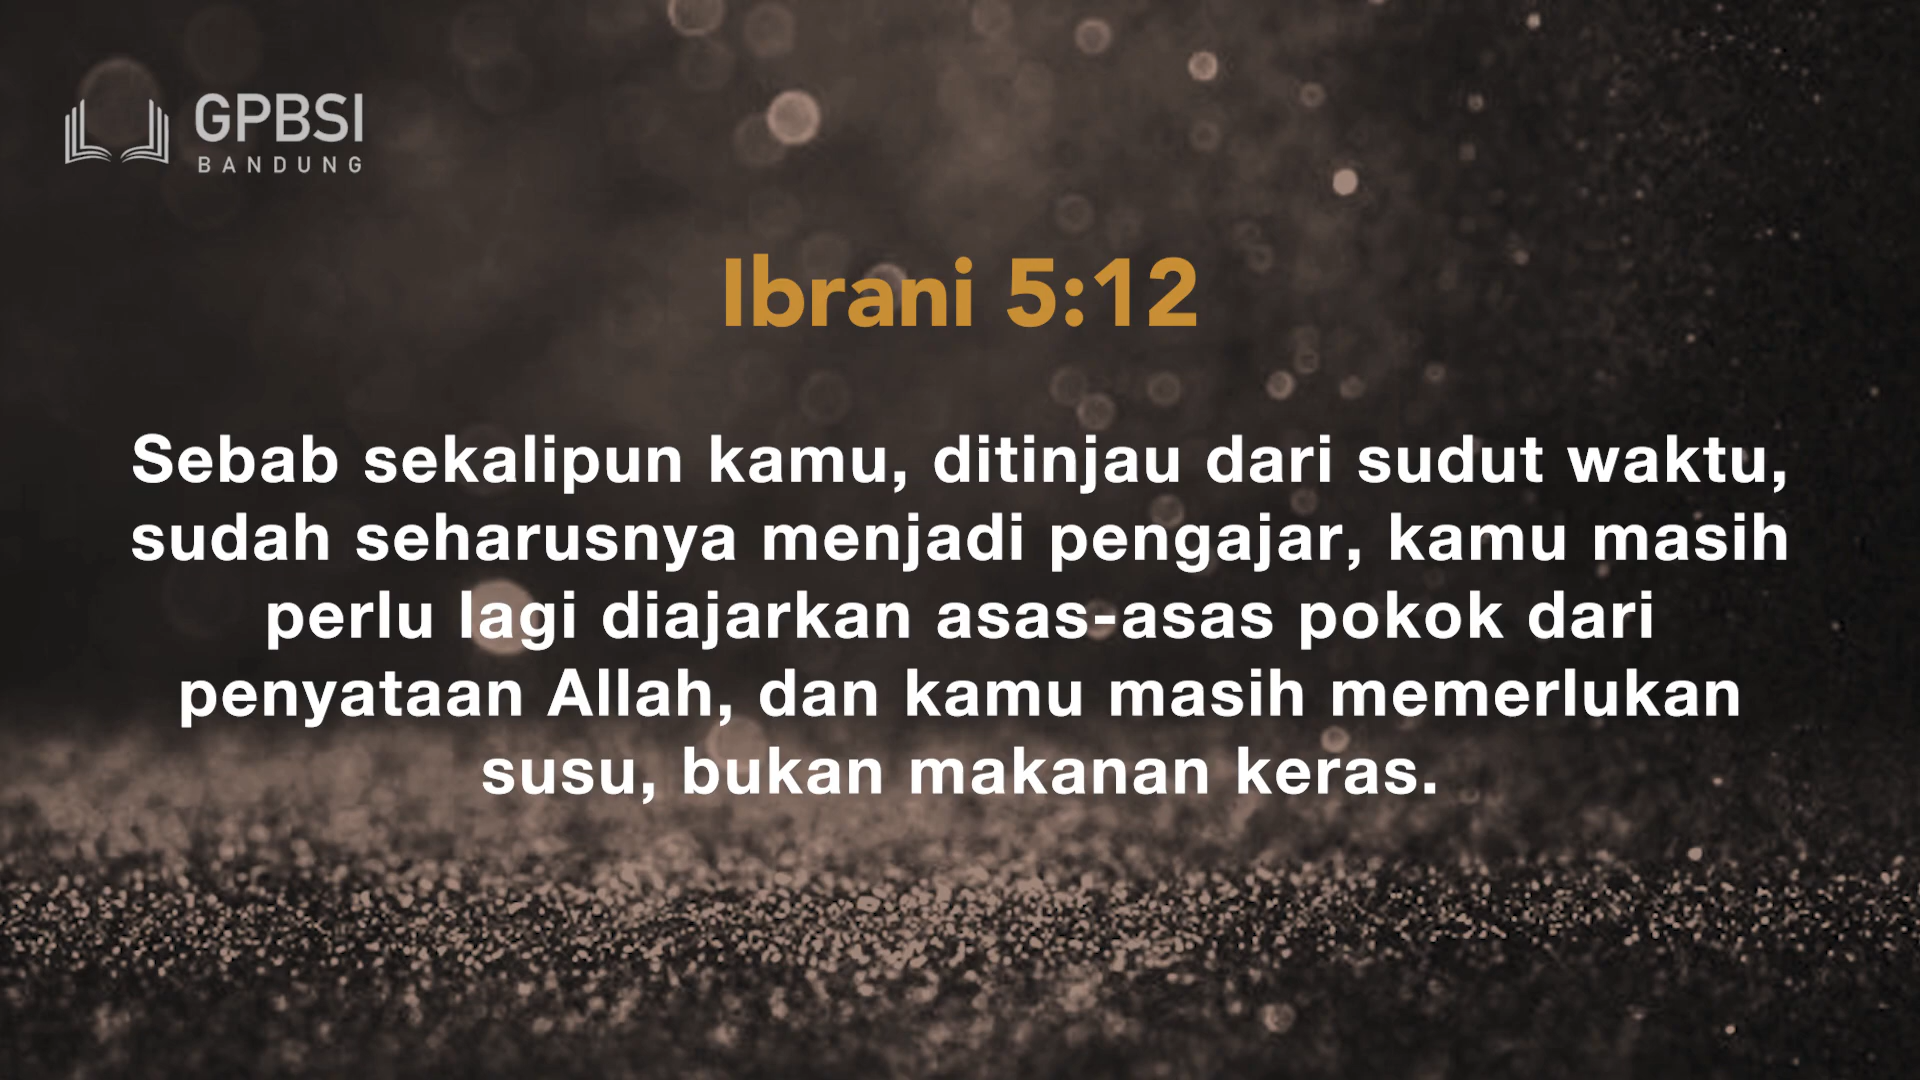 GPBSI
BANDUNG
Ibrani 5:12
Sebab sekalipun kamu, ditinjau dari sudut waktu,
sudah seharusnya menjadi pengajar, kamu masih
perlu lagi diajarkan asas-asas pokok dari
penyataan Allah, dan kamu masih memerlukan
susu, bukan makanan keras.